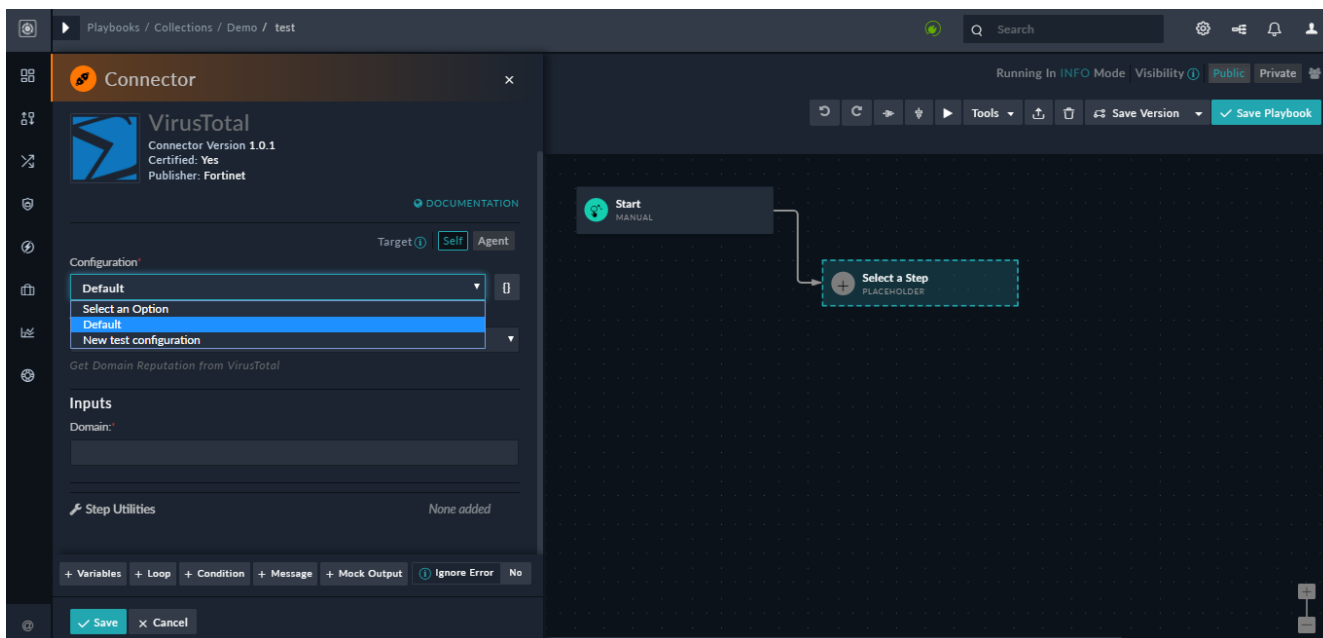 Playbooks / Collections / Demo / test
Search
Connector
×
Running In INFO Mode Visibility Public Private
VirusTotal
Connector Version 1.0.1
Certified: Yes
Publisher: Fortinet
DOCUMENTATION
Tools
Save Version
Save Playbook
Start
MANUAL
Select a Step
PLACEHOLDER
Target Self Agent
Configuration*
Default
{}
Select an Option
Default
New test configuration
Get Domain Reputation from VirusTotal
Inputs
Domain:*
Step Utilities
None added
+ Variables + Loop + Condition + Message + Mock Output Ignore Error No
Save × Cancel
@